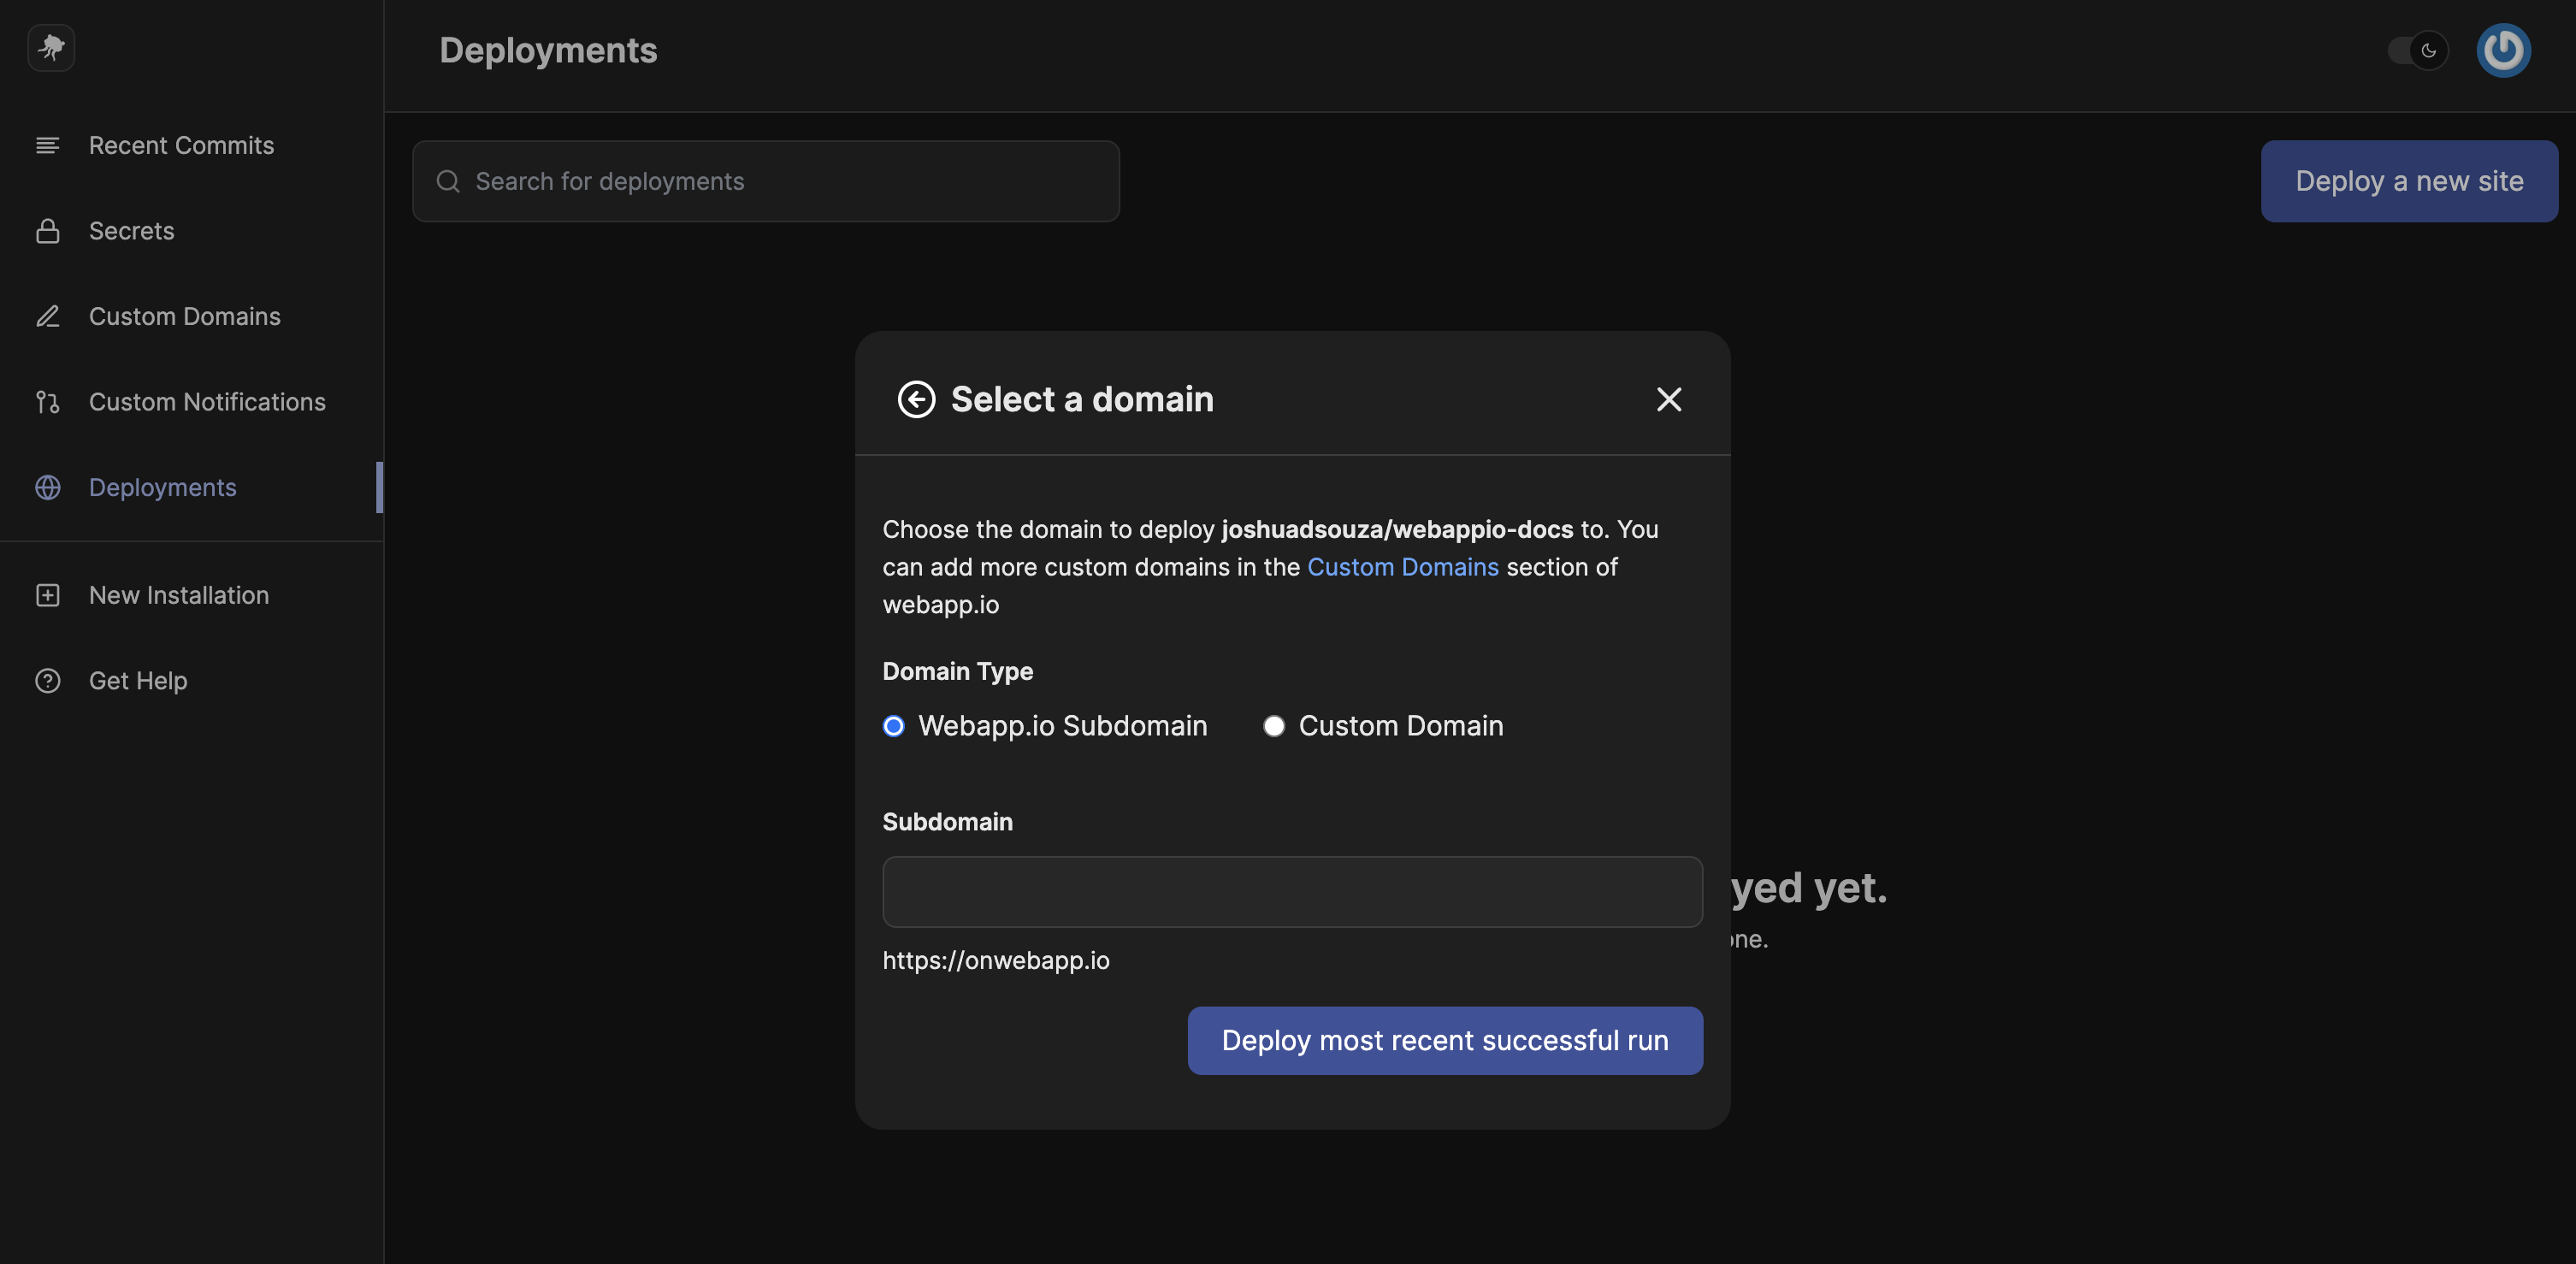 Deployments
Recent Commits
Secrets
Custom Domains
Custom Notifications
Deployments
New Installation
Get Help
Search for deployments
Deploy a new site
Select a domain
Choose the domain to deploy joshuadsouza/webappio-docs to. You
can add more custom domains in the Custom Domains section of
webapp.io
Domain Type
Webapp.io Subdomain
Custom Domain
Subdomain
https://onwebapp.io
Deploy most recent successful run
yet.